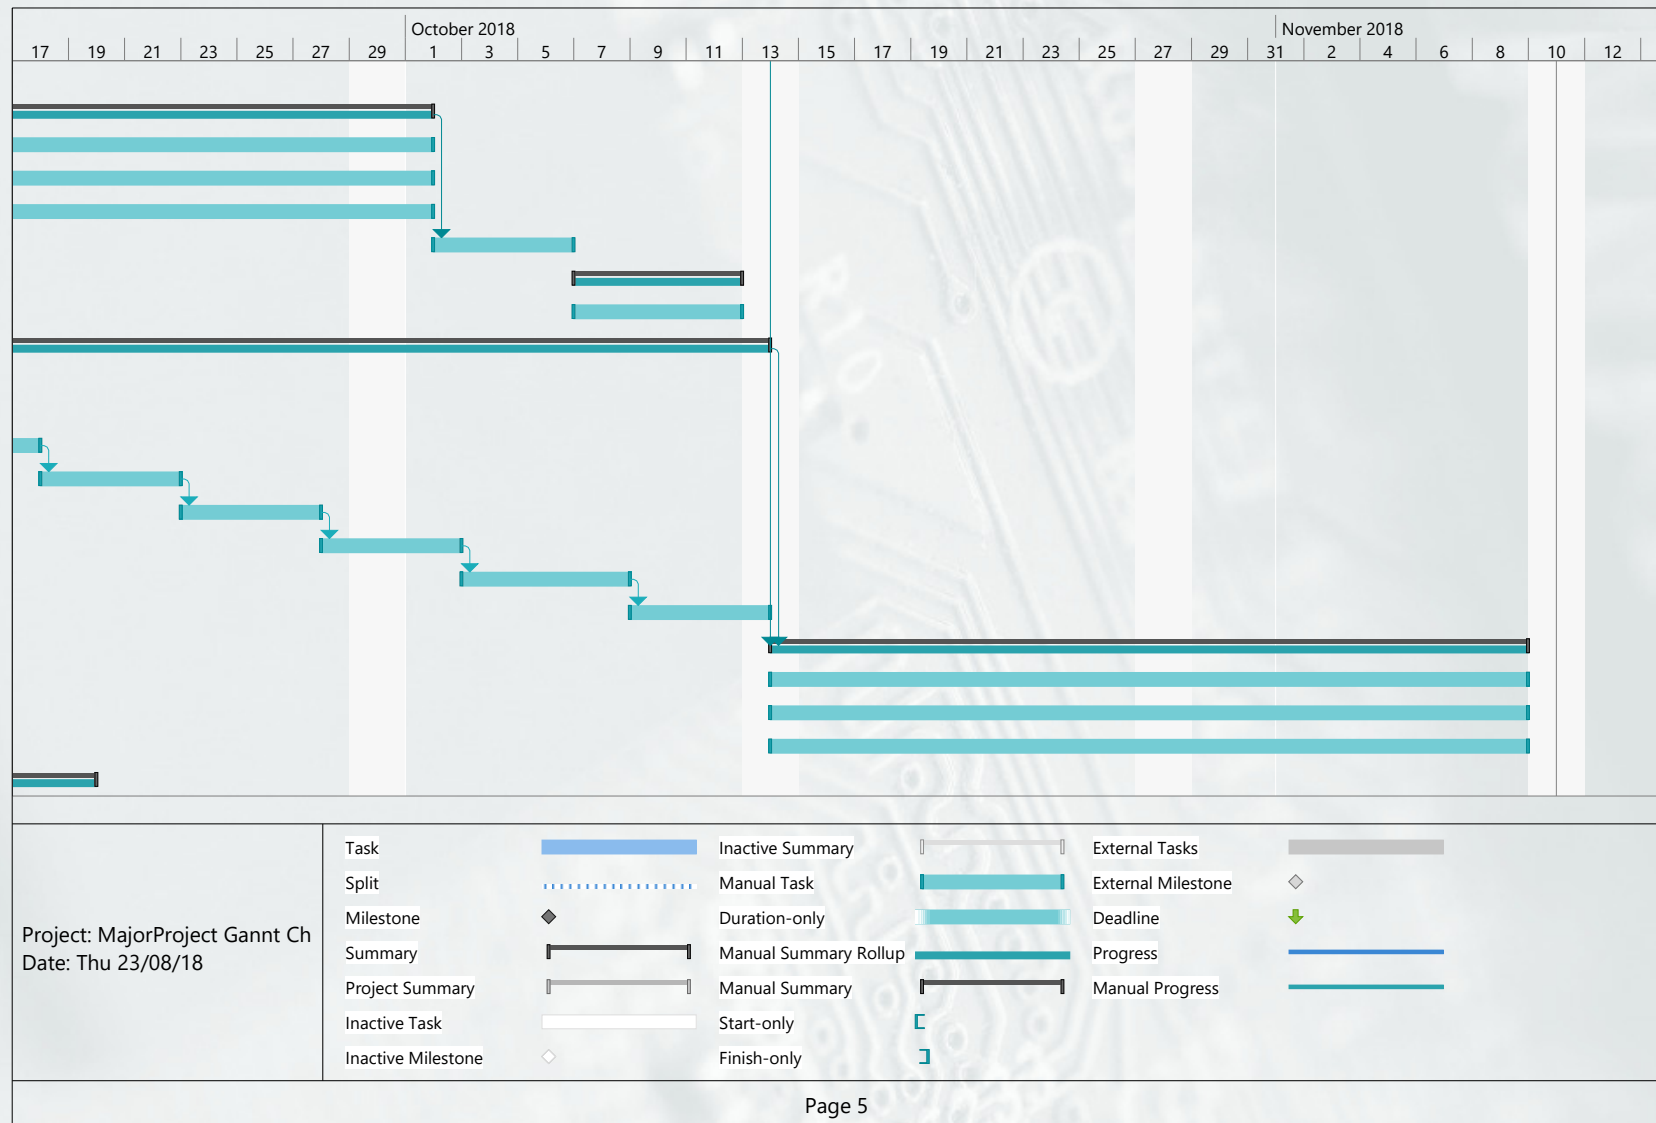 October 2018 November 2018
17 19 21 23 25 27 29 1 3 5 7 9 11 13 15 17 19 21 23 25 27 29 31 2 4 6 8 10 12
Project: MajorProject Gannt Ch
Date: Thu 23/08/18
Task
Split
Milestone
Summary
Project Summary
Inactive Task
Inactive Milestone
Inactive Summary
Manual Task
Duration-only
Manual Summary Rollup
Manual Summary
Start-only
Finish-only
External Tasks
External Milestone
Deadline
Progress
Manual Progress
Page 5